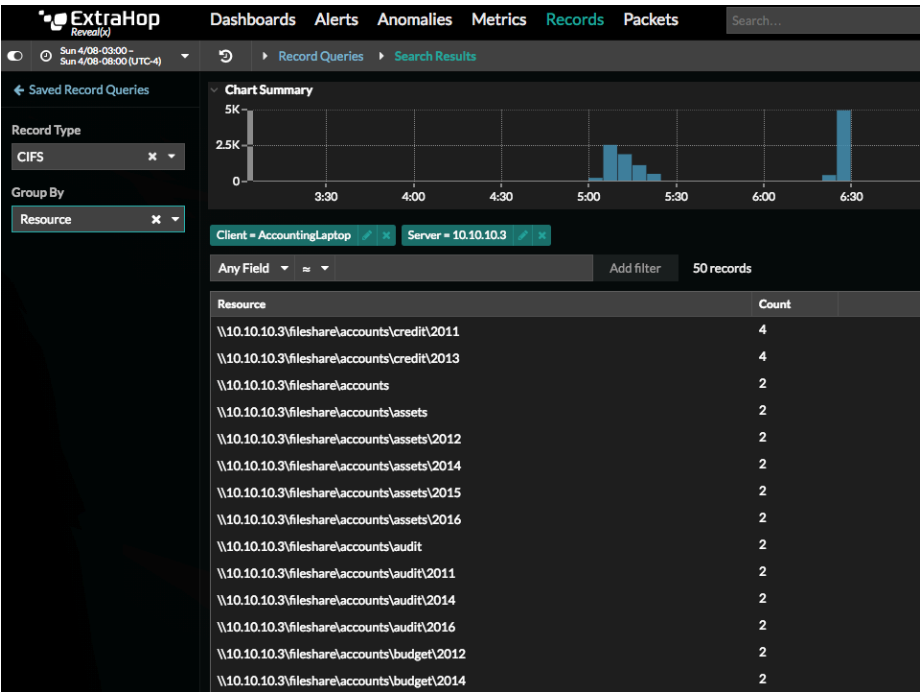 ExtraHop
Reveal(x)
Dashboards Alerts Anomalies Metrics Records Packets
Search...
Sun 4/08-03:00 –
Sun 4/08-08:00 (UTC-4)
Record Queries Search Results
Saved Record Queries
Record Type
CIFS
Group By
Resource
Chart Summary
5K
2.5K
0
3:30 4:00 4:30 5:00 5:30 6:00 6:30
Client = AccountingLaptop
Server = 10.10.10.3
Any Field ≈ Add filter 50 records
Resource Count
\\10.10.10.3\fileshare\accounts\credit\2011 4
\\10.10.10.3\fileshare\accounts\credit\2013 4
\\10.10.10.3\fileshare\accounts 2
\\10.10.10.3\fileshare\accounts\assets 2
\\10.10.10.3\fileshare\accounts\assets\2012 2
\\10.10.10.3\fileshare\accounts\assets\2014 2
\\10.10.10.3\fileshare\accounts\assets\2015 2
\\10.10.10.3\fileshare\accounts\assets\2016 2
\\10.10.10.3\fileshare\accounts\audit 2
\\10.10.10.3\fileshare\accounts\audit\2011 2
\\10.10.10.3\fileshare\accounts\audit\2014 2
\\10.10.10.3\fileshare\accounts\audit\2016 2
\\10.10.10.3\fileshare\accounts\budget\2012 2
\\10.10.10.3\fileshare\accounts\budget\2014 2